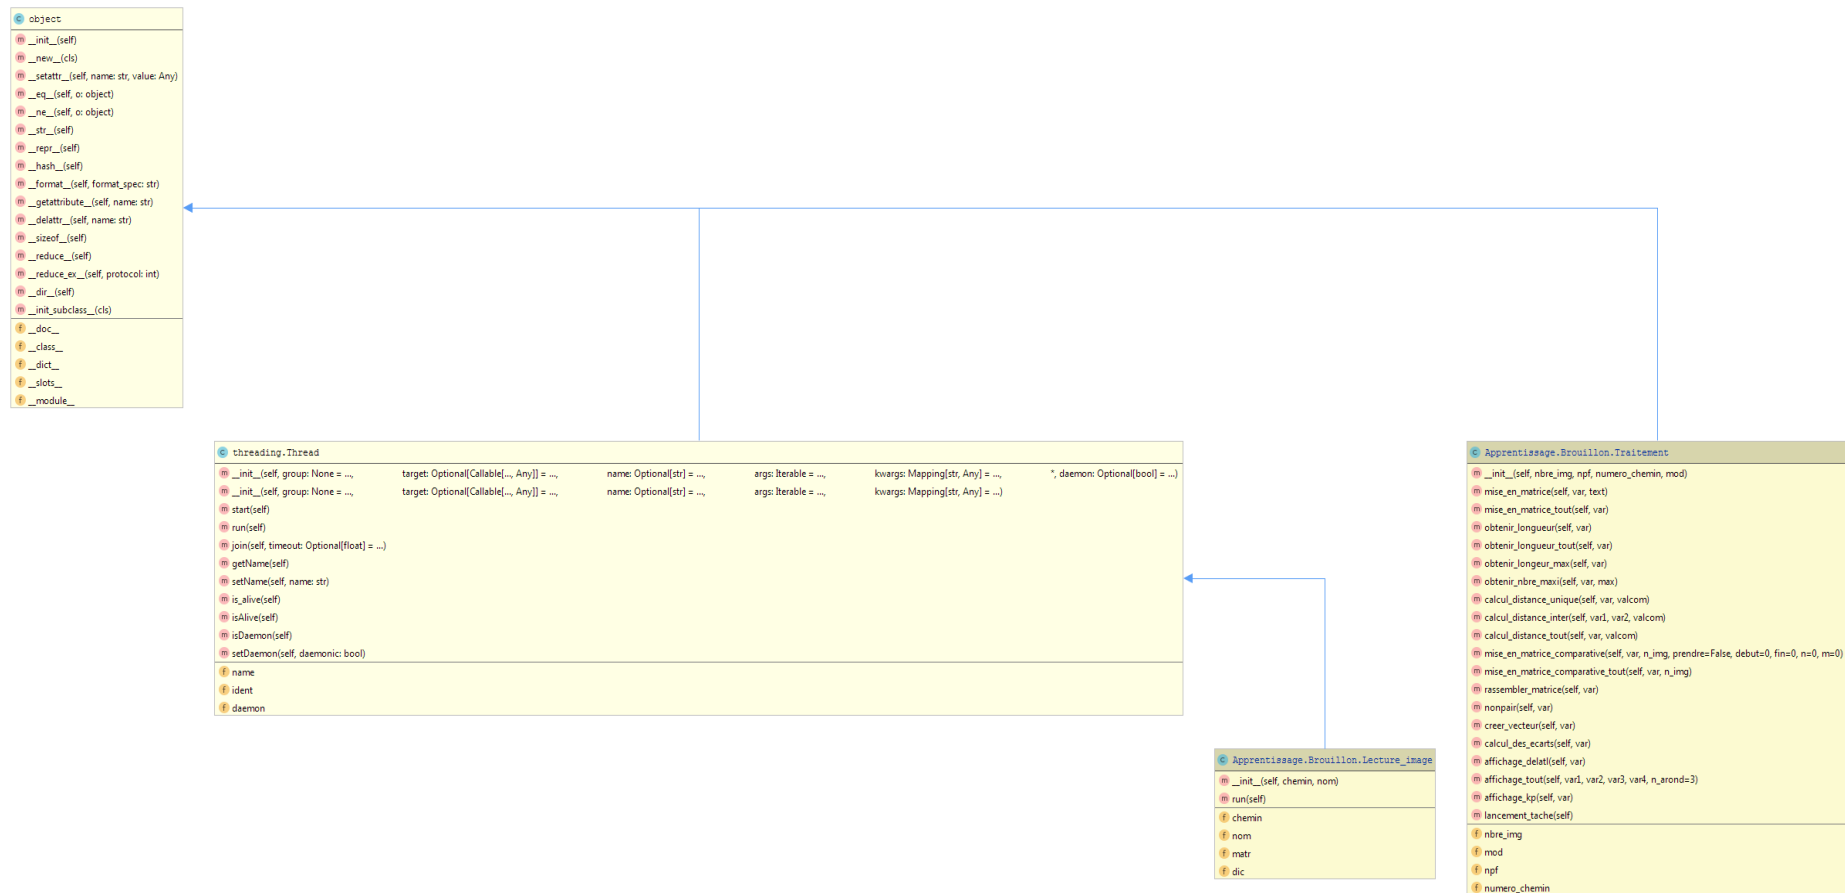 object
__init__(self)
__new__(cls)
__setattr__(self, name: str, value: Any)
__eq__(self, o: object)
__ne__(self, o: object)
__str__(self)
__repr__(self)
__hash__(self)
__format__(self, format_spec: str)
__getattribute__(self, name: str)
__delattr__(self, name: str)
__sizeof__(self)
__reduce__(self)
__reduce_ex__(self, protocol: int)
__dir__(self)
__init_subclass__(cls)
__doc__
__class__
__dict__
__slots__
__module__
threading.Thread
__init__(self, group: None = ..., target: Optional[Callable[..., Any]] = ..., name: Optional[str] = ..., args: Iterable = ..., kwargs: Mapping[str, Any] = ..., *, daemon: Optional[bool] = ...)
__init__(self, group: None = ..., target: Optional[Callable[..., Any]] = ..., name: Optional[str] = ..., args: Iterable = ..., kwargs: Mapping[str, Any] = ...)
start(self)
run(self)
join(self, timeout: Optional[float] = ...)
getName(self)
setName(self, name: str)
is_alive(self)
isAlive(self)
isDaemon(self)
setDaemon(self, daemonic: bool)
name
ident
daemon
Apprentissage.Brouillon.Lecture_image
__init__(self, chemin, nom)
run(self)
chemin
nom
matr
dic
Apprentissage.Brouillon.Traitement
__init__(self, nbre_img, npf, numero_chemin, mod)
mise_en_matrice(self, var, text)
mise_en_matrice_tout(self, var)
obtenir_longueur(self, var)
obtenir_longueur_tout(self, var)
obtenir_longeur_max(self, var)
obtenir_nbre_maxi(self, var, max)
calcul_distance_unique(self, var, valcom)
calcul_distance_inter(self, var1, var2, valcom)
calcul_distance_tout(self, var, valcom)
mise_en_matrice_comparative(self, var, n_img, prendre=False, debut=0, fin=0, n=0, m=0)
mise_en_matrice_comparative_tout(self, var, n_img)
rassembler_matrice(self, var)
nonpair(self, var)
creer_vecteur(self, var)
calcul_des_ecarts(self, var)
affichage_delatl(self, var)
affichage_tout(self, var1, var2, var3, var4, n_arond=3)
affichage_kp(self, var)
lancement_tache(self)
nbre_img
mod
npf
numero_chemin